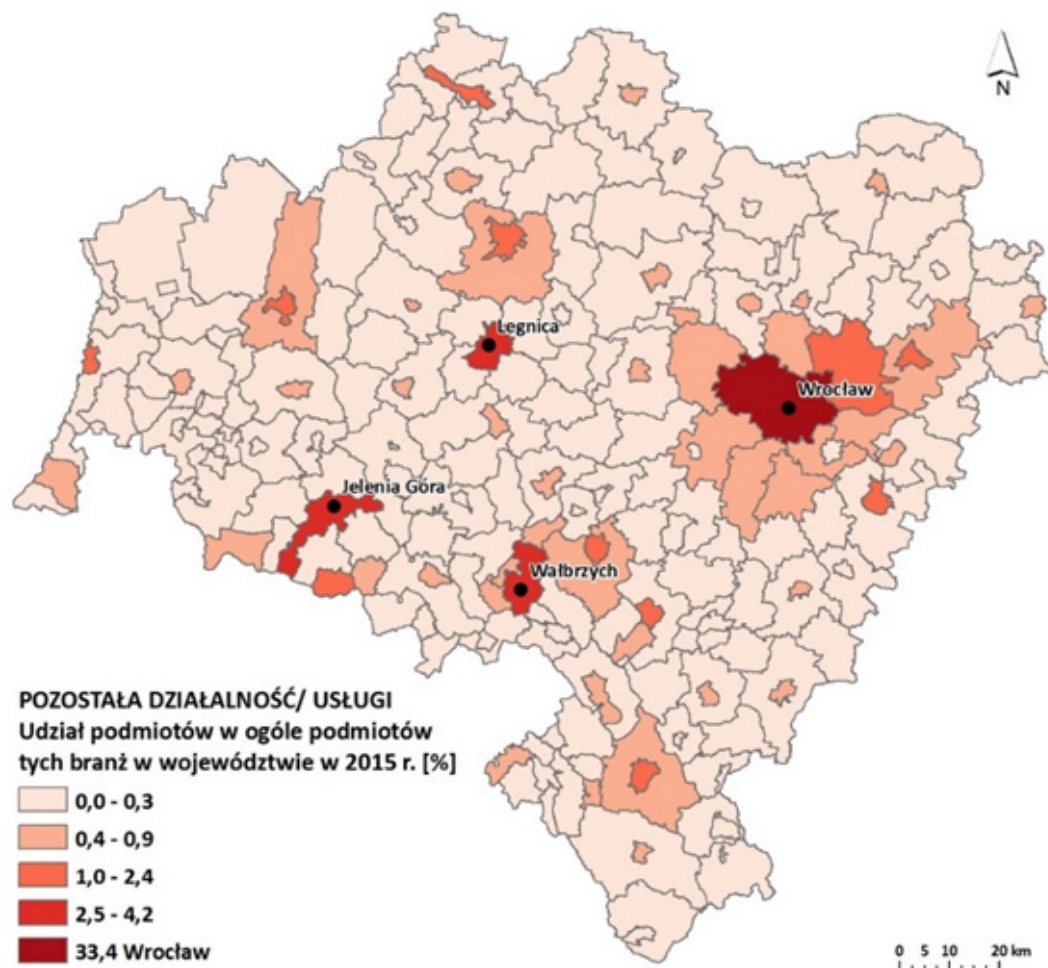 N
Legnica
Wrocław
Jelenia Góra
Wałbrzych
POZOSTAŁA DZIAŁALNOŚĆ/ USŁUGI
Udział podmiotów w ogóle podmiotów
tych branż w województwie w 2015 r. [%]
0,0 - 0,3
0,4 - 0,9
1,0 - 2,4
2,5 - 4,2
33,4 Wrocław
0 5 10 20 km